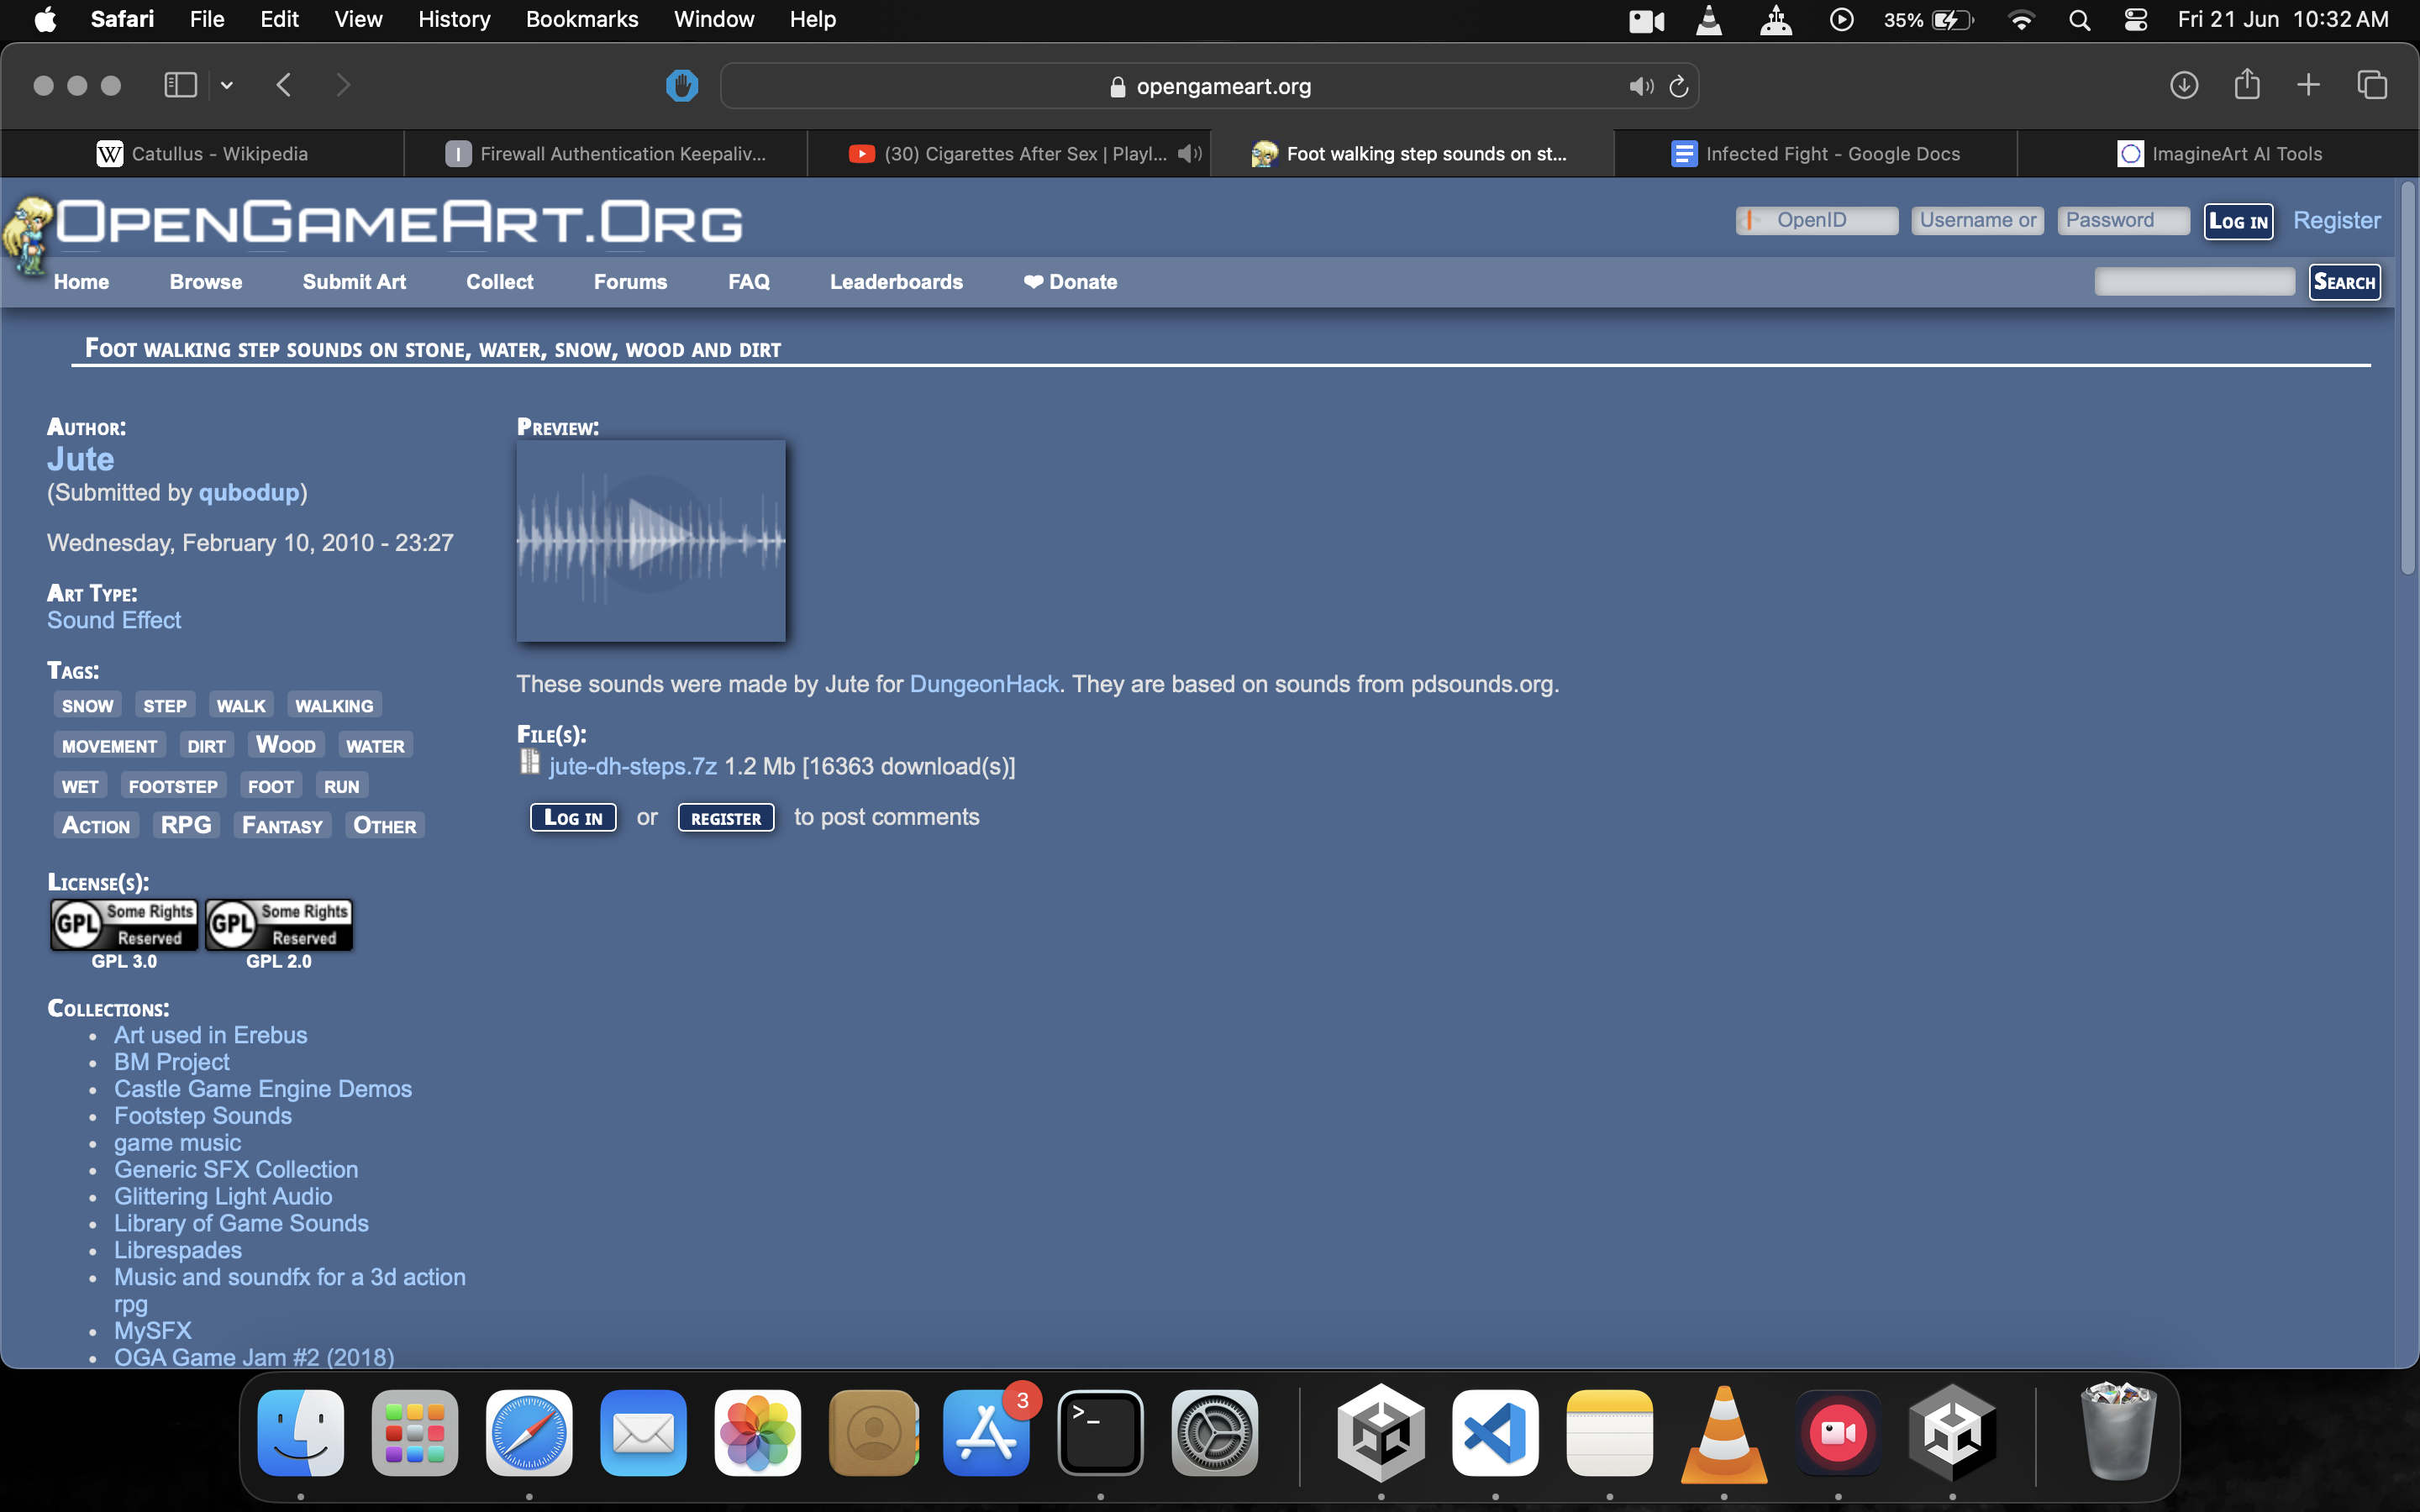 Safari File Edit View History Bookmarks Window Help 35% Fri 21 Jun 10:32 AM
opengameart.org
W Catullus - Wikipedia I Firewall Authentication Keepaliv... (30) Cigarettes After Sex | Playl... Foot walking step sounds on st... Infected Fight - Google Docs ImagineArt AI Tools
OpenGameArt.Org OpenID Username or Password Log in Register
Home Browse Submit Art Collect Forums FAQ Leaderboards ❤ Donate Search
Foot walking step sounds on stone, water, snow, wood and dirt
Author:
Jute
(Submitted by qubodup)
Wednesday, February 10, 2010 - 23:27
Art Type:
Sound Effect
Tags:
snow step walk walking
movement dirt Wood water
wet footstep foot run
Action RPG Fantasy Other
License(s):
GPL Some Rights Reserved GPL Some Rights Reserved
GPL 3.0 GPL 2.0
Collections:
• Art used in Erebus
• BM Project
• Castle Game Engine Demos
• Footstep Sounds
• game music
• Generic SFX Collection
• Glittering Light Audio
• Library of Game Sounds
• Librespades
• Music and soundfx for a 3d action
rpg
• MySFX
• OGA Game Jam #2 (2018)
Preview:
These sounds were made by Jute for DungeonHack. They are based on sounds from pdsounds.org.
File(s):
jute-dh-steps.7z 1.2 Mb [16363 download(s)]
Log in or register to post comments
3
>_